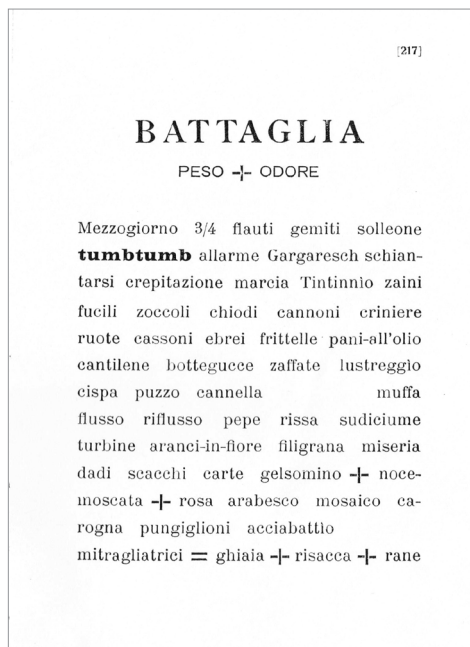 [217]
BATTAGLIA
PESO + ODORE
Mezzogiorno 3/4 flauti gemiti solleone
tumbtumb allarme Gargaresch schian-
tarsi crepitazione marcia Tintinnìo zaini
fucili zoccoli chiodi cannoni criniere
ruote cassoni ebrei frittelle pani-all'olio
cantilene bottegucce zaffate lustreggìo
cispa puzzo cannella muffa
flusso riflusso pepe rissa sudiciume
turbine aranci-in-fiore filigrana miseria
dadi scacchi carte gelsomino + noce-
moscata + rosa arabesco mosaico ca-
rogna pungiglioni acciabattìo
mitragliatrici = ghiaia + risacca + rane